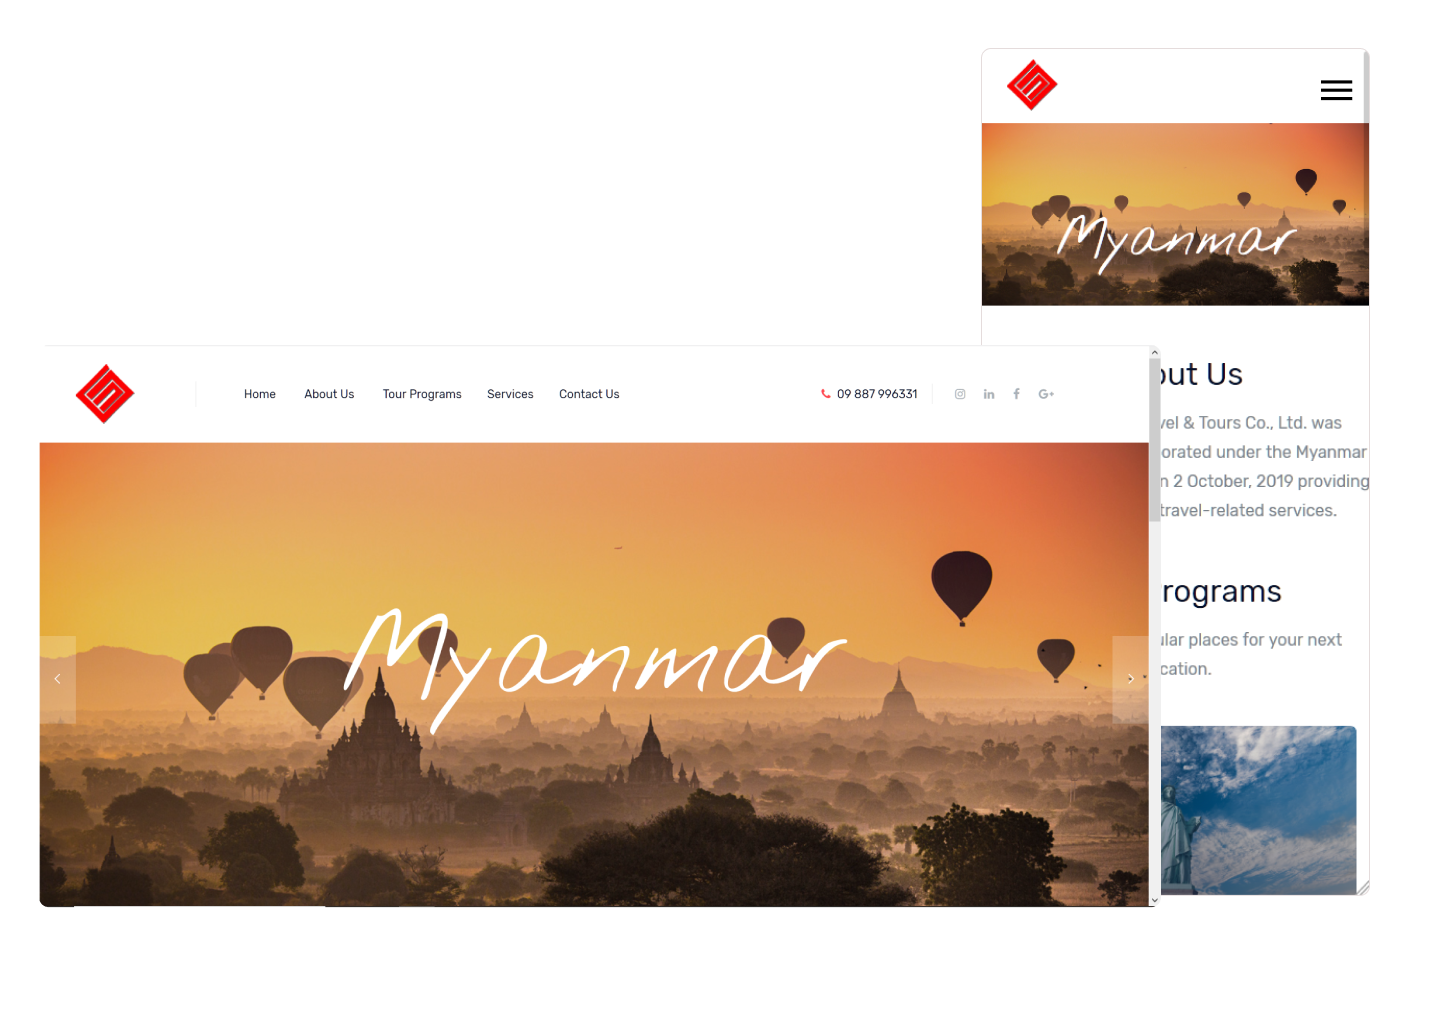 Myanmar
out Us
vel & Tours Co., Ltd. was
orated under the Myanmar
n 2 October, 2019 providing
travel-related services.
rograms
ular places for your next
cation.
Home About Us Tour Programs Services Contact Us 09 887 996331
Myanmar